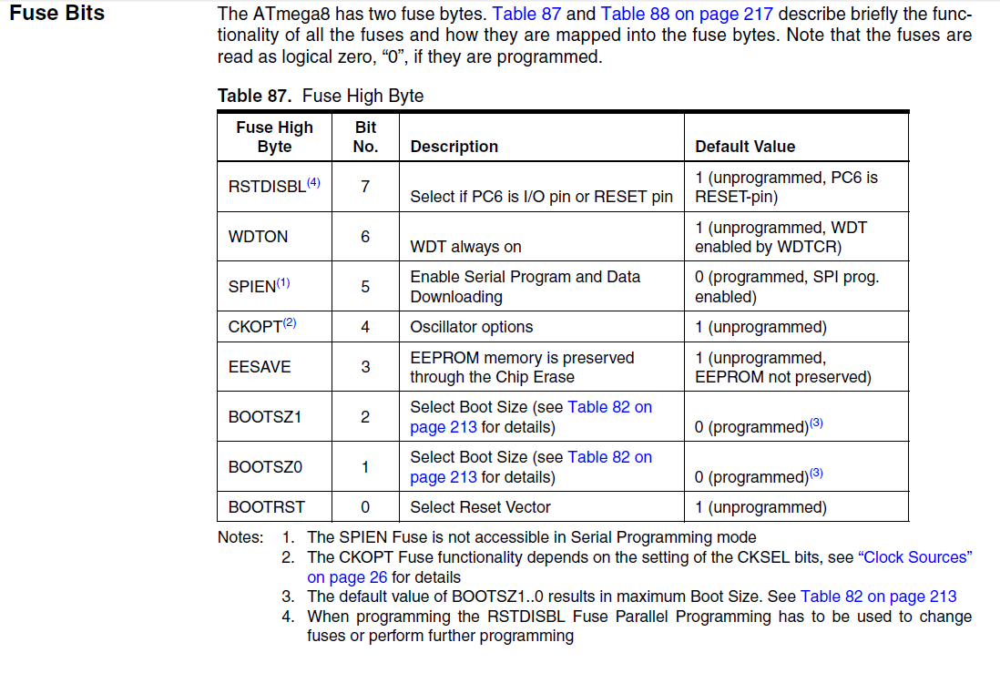 Fuse Bits
The ATmega8 has two fuse bytes. Table 87 and Table 88 on page 217 describe briefly the func-
tionality of all the fuses and how they are mapped into the fuse bytes. Note that the fuses are
read as logical zero, “0”, if they are programmed.
Table 87. Fuse High Byte
Fuse High
Byte
Bit
No.
Description
Default Value
RSTDISBL(4)
7
Select if PC6 is I/O pin or RESET pin
1 (unprogrammed, PC6 is
RESET-pin)
WDTON
6
WDT always on
1 (unprogrammed, WDT
enabled by WDTCR)
SPIEN(1)
5
Enable Serial Program and Data
Downloading
0 (programmed, SPI prog.
enabled)
CKOPT(2)
4
Oscillator options
1 (unprogrammed)
EESAVE
3
EEPROM memory is preserved
through the Chip Erase
1 (unprogrammed,
EEPROM not preserved)
BOOTSZ1
2
Select Boot Size (see Table 82 on
page 213 for details)
0 (programmed)(3)
BOOTSZ0
1
Select Boot Size (see Table 82 on
page 213 for details)
0 (programmed)(3)
BOOTRST
0
Select Reset Vector
1 (unprogrammed)
Notes: 1. The SPIEN Fuse is not accessible in Serial Programming mode
2. The CKOPT Fuse functionality depends on the setting of the CKSEL bits, see “Clock Sources”
on page 26 for details
3. The default value of BOOTSZ1..0 results in maximum Boot Size. See Table 82 on page 213
4. When programming the RSTDISBL Fuse Parallel Programming has to be used to change
fuses or perform further programming